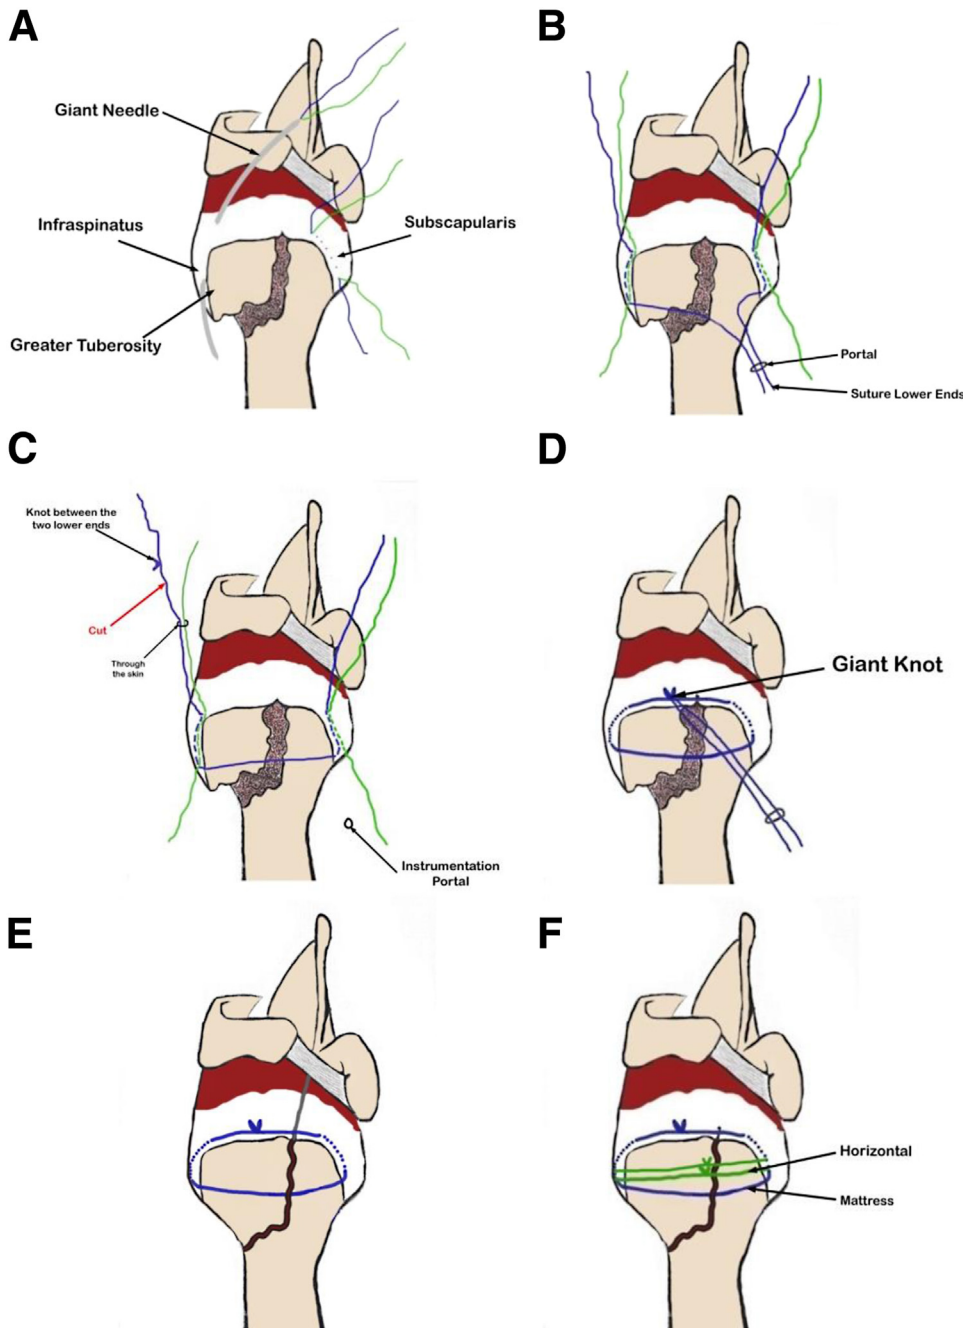 A
B
Giant Needle
Infraspinatus
Subscapularis
Greater Tuberosity
Portal
Suture Lower Ends
C
D
Knot between the
two lower ends
Cut
Through
the skin
Instrumentation
Portal
Giant Knot
E
F
Horizontal
Mattress